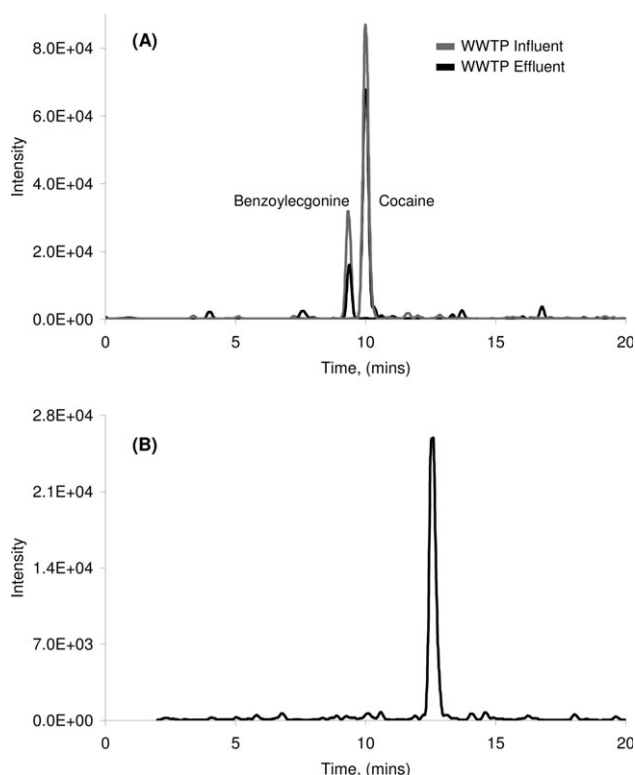 (A)
WWTP Influent
WWTP Effluent
8.0E+04
6.0E+04
4.0E+04
2.0E+04
0.0E+00
Intensity
Benzoylecgonine Cocaine
0 5 10 15 20
Time, (mins)
(B)
2.8E+04
2.1E+04
1.4E+04
7.0E+03
0.0E+00
Intensity
0 5 10 15 20
Time, (mins)